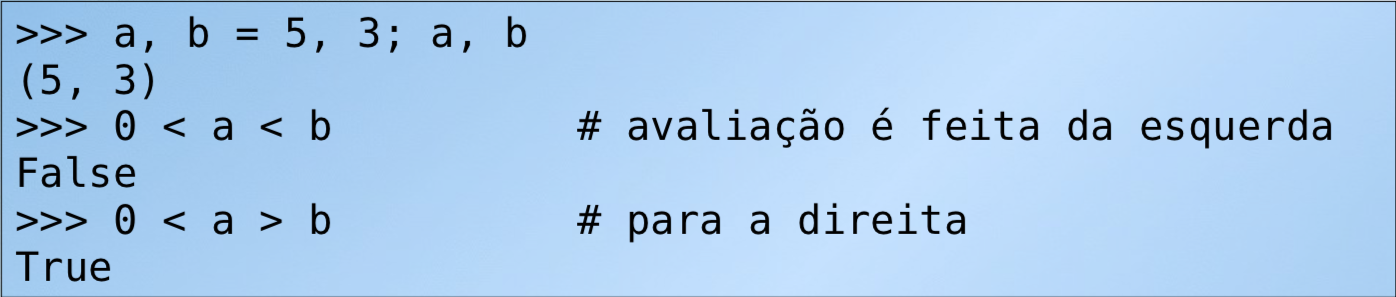 >>> a, b = 5, 3; a, b
(5, 3)
>>> 0 < a < b          # avaliação é feita da esquerda
False
>>> 0 < a > b          # para a direita
True